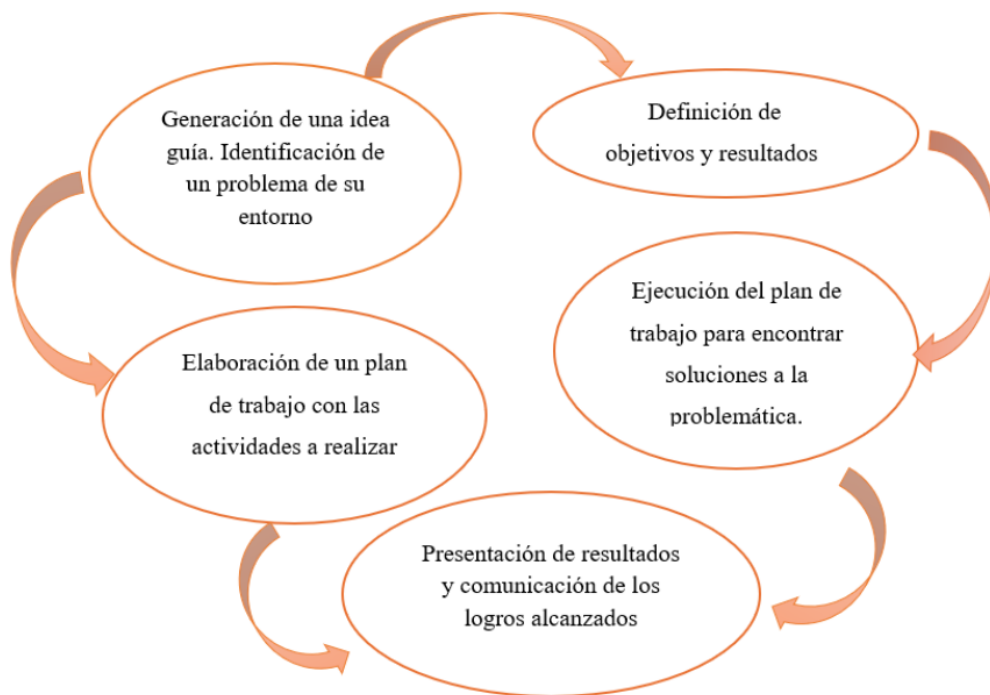 Generación de una idea
guía. Identificación de
un problema de su
entorno
Definición de
objetivos y resultados
Elaboración de un plan
de trabajo con las
actividades a realizar
Ejecución del plan de
trabajo para encontrar
soluciones a la
problemática.
Presentación de resultados
y comunicación de los
logros alcanzados